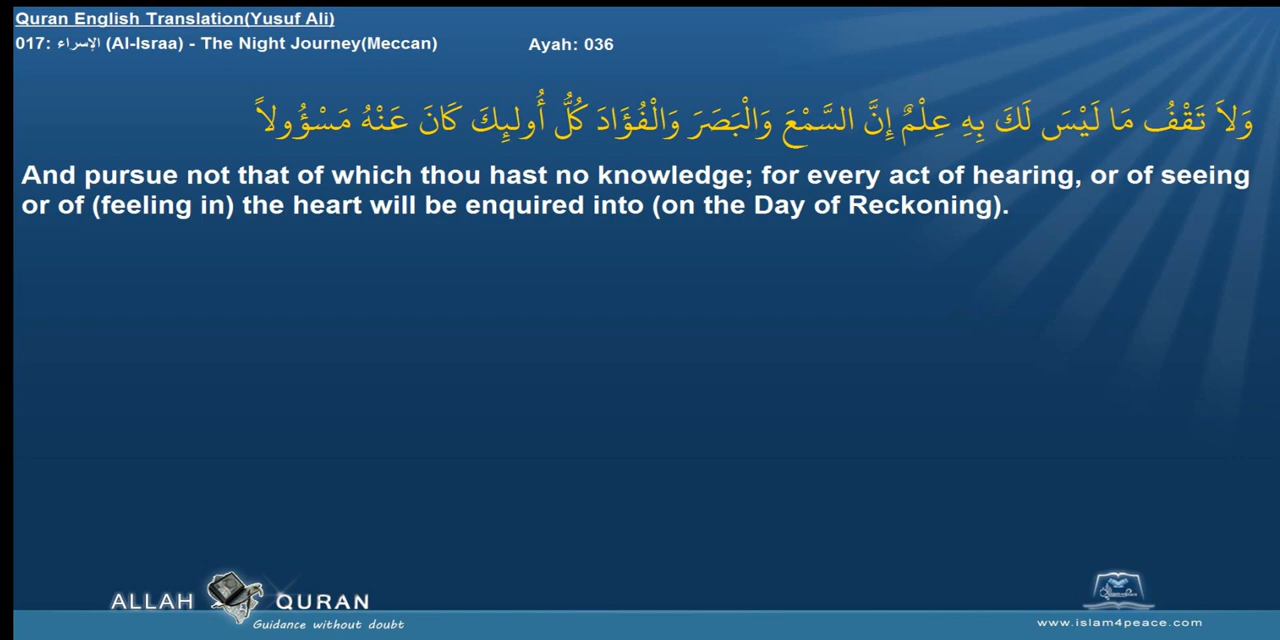 Quran English Translation(Yusuf Ali)
017: الإسراء (Al-Israa) - The Night Journey(Meccan) Ayah: 036
وَلاَ تَقْفُ مَا لَيْسَ لَكَ بِهِ عِلْمٌ إِنَّ السَّمْعَ وَالْبَصَرَ وَالْفُؤَادَ كُلُّ أُولـئِكَ كَانَ عَنْهُ مَسْؤُولاً
And pursue not that of which thou hast no knowledge; for every act of hearing, or of seeing
or of (feeling in) the heart will be enquired into (on the Day of Reckoning).
ALLAH QURAN
Guidance without doubt
www.islam4peace.com